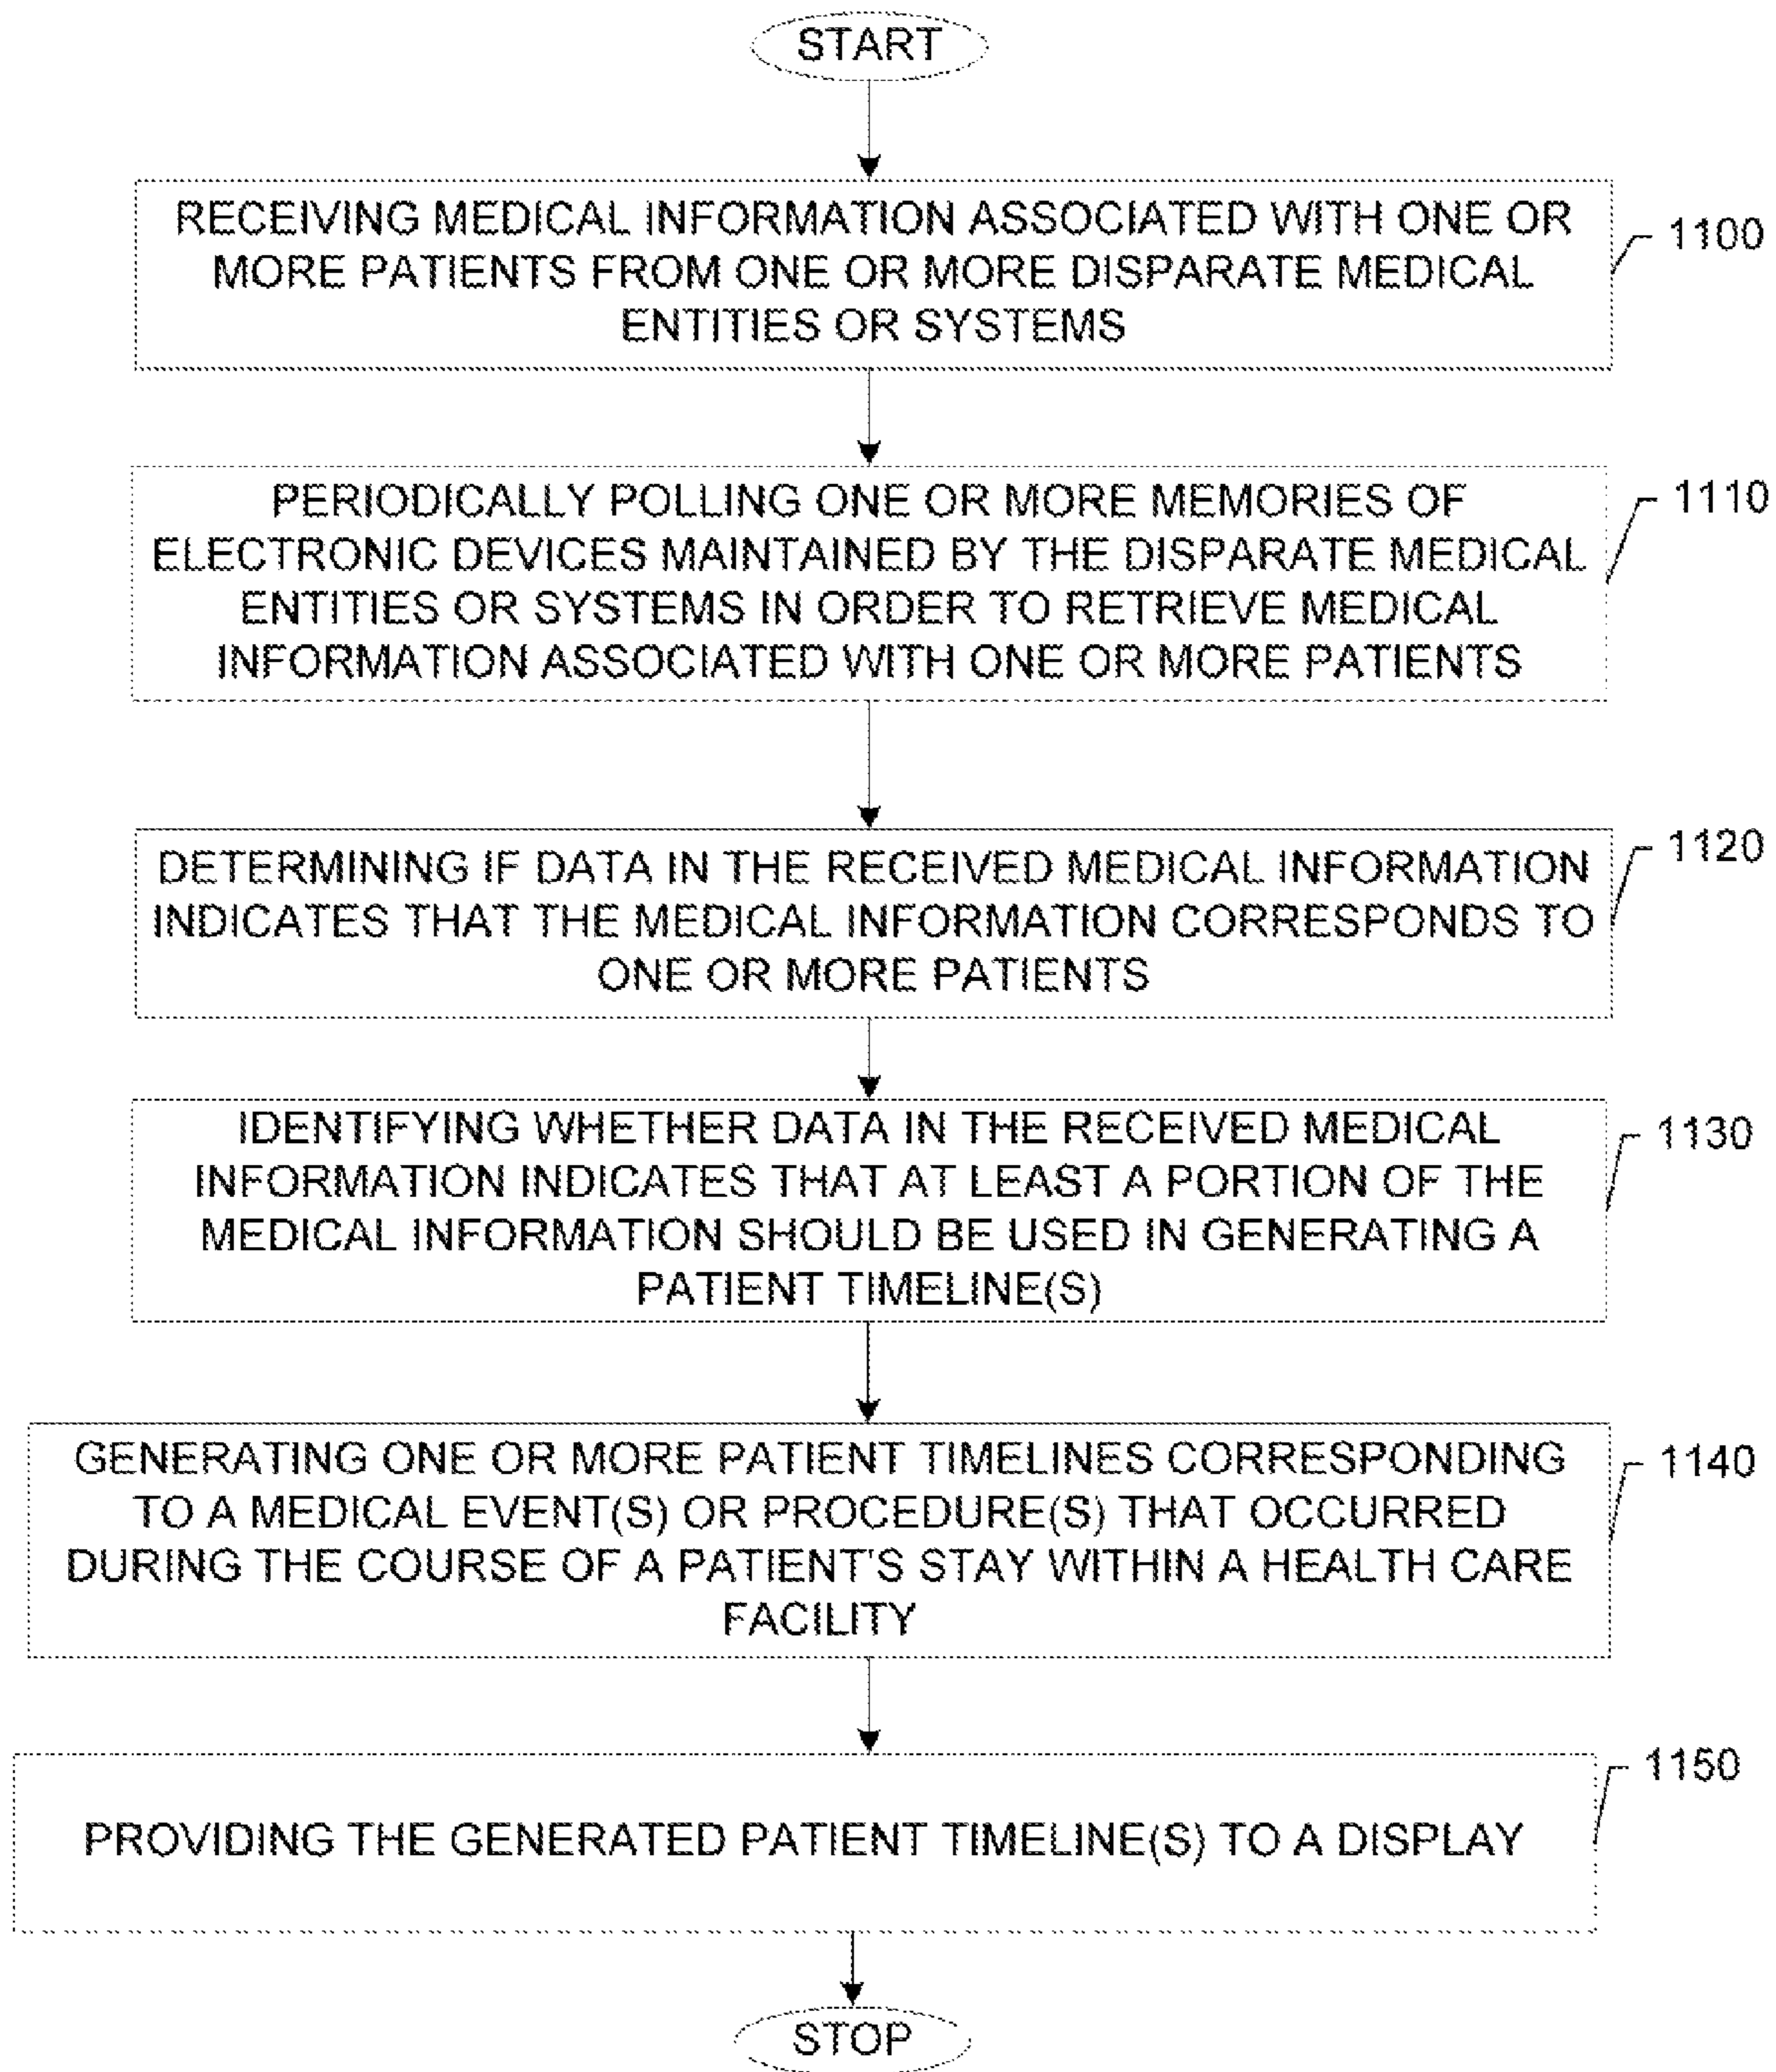 START
RECEIVING MEDICAL INFORMATION ASSOCIATED WITH ONE OR
MORE PATIENTS FROM ONE OR MORE DISPARATE MEDICAL
ENTITIES OR SYSTEMS
1100
PERIODICALLY POLLING ONE OR MORE MEMORIES OF
ELECTRONIC DEVICES MAINTAINED BY THE DISPARATE MEDICAL
ENTITIES OR SYSTEMS IN ORDER TO RETRIEVE MEDICAL
INFORMATION ASSOCIATED WITH ONE OR MORE PATIENTS
1110
DETERMINING IF DATA IN THE RECEIVED MEDICAL INFORMATION
INDICATES THAT THE MEDICAL INFORMATION CORRESPONDS TO
ONE OR MORE PATIENTS
1120
IDENTIFYING WHETHER DATA IN THE RECEIVED MEDICAL
INFORMATION INDICATES THAT AT LEAST A PORTION OF THE
MEDICAL INFORMATION SHOULD BE USED IN GENERATING A
PATIENT TIMELINE(S)
1130
GENERATING ONE OR MORE PATIENT TIMELINES CORRESPONDING
TO A MEDICAL EVENT(S) OR PROCEDURE(S) THAT OCCURRED
DURING THE COURSE OF A PATIENT'S STAY WITHIN A HEALTH CARE
FACILITY
1140
PROVIDING THE GENERATED PATIENT TIMELINE(S) TO A DISPLAY
1150
STOP